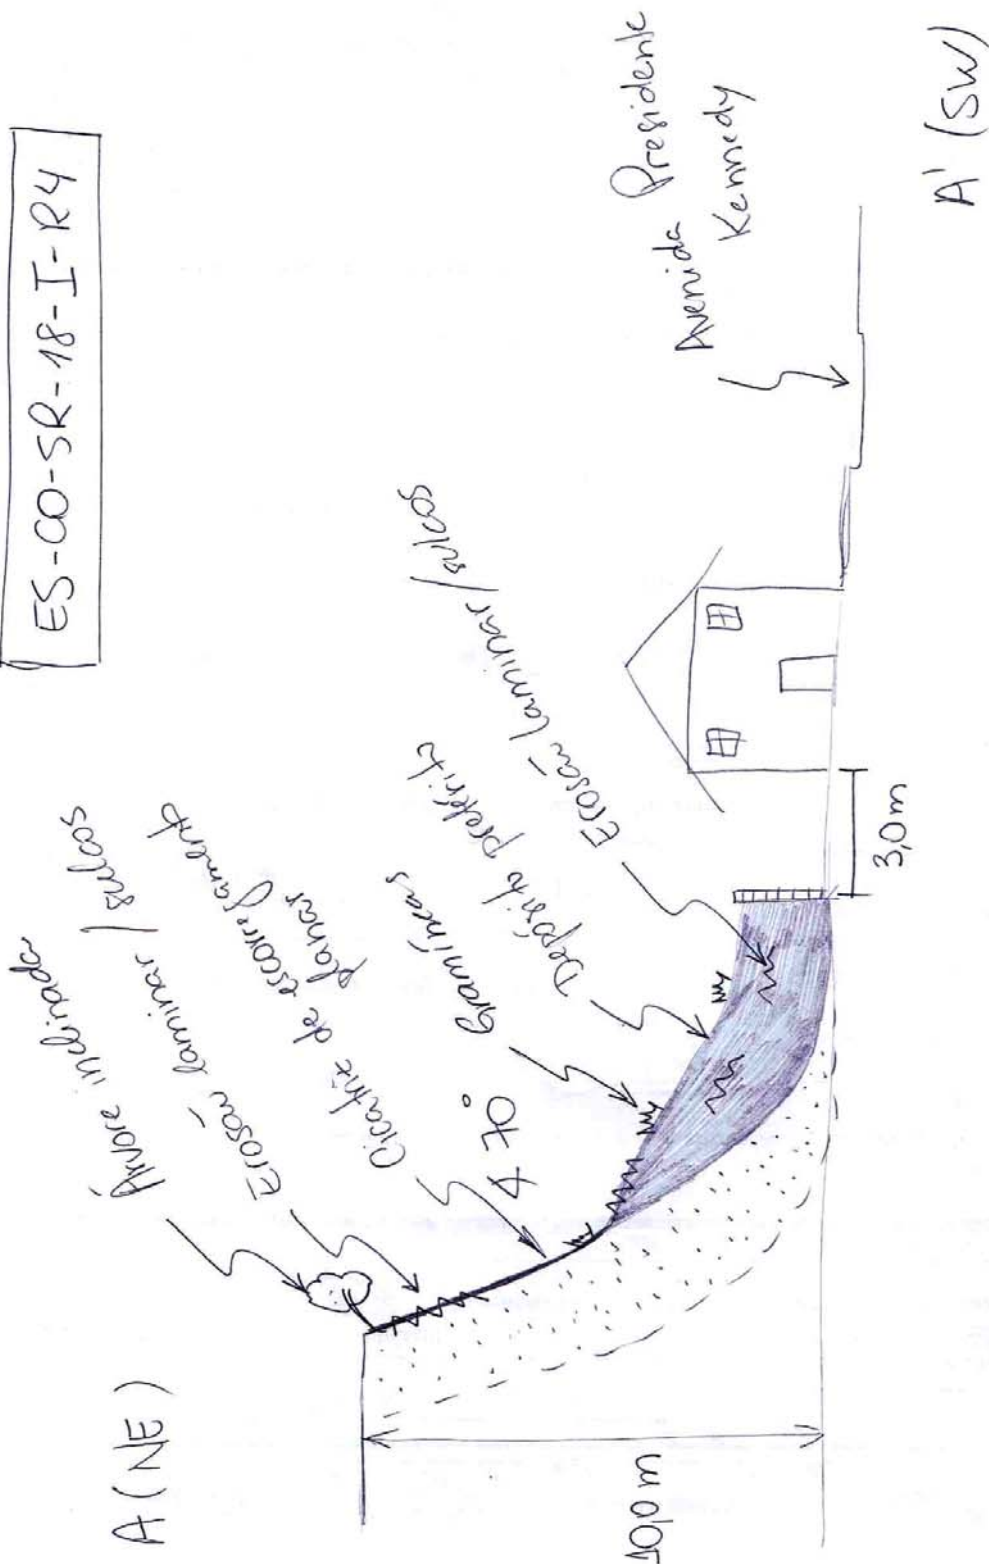 ES-CO-SR-18-I-R4
A (NE)
Árvore inclinada
Erosão laminar / sulcos
Cicatriz de escorregamento
planar
∡ 70°
Gramíneas
Depósito pretérito
Erosão laminar / sulcos
Avenida Presidente
Kennedy
10,0 m
3,0 m
A' (SW)